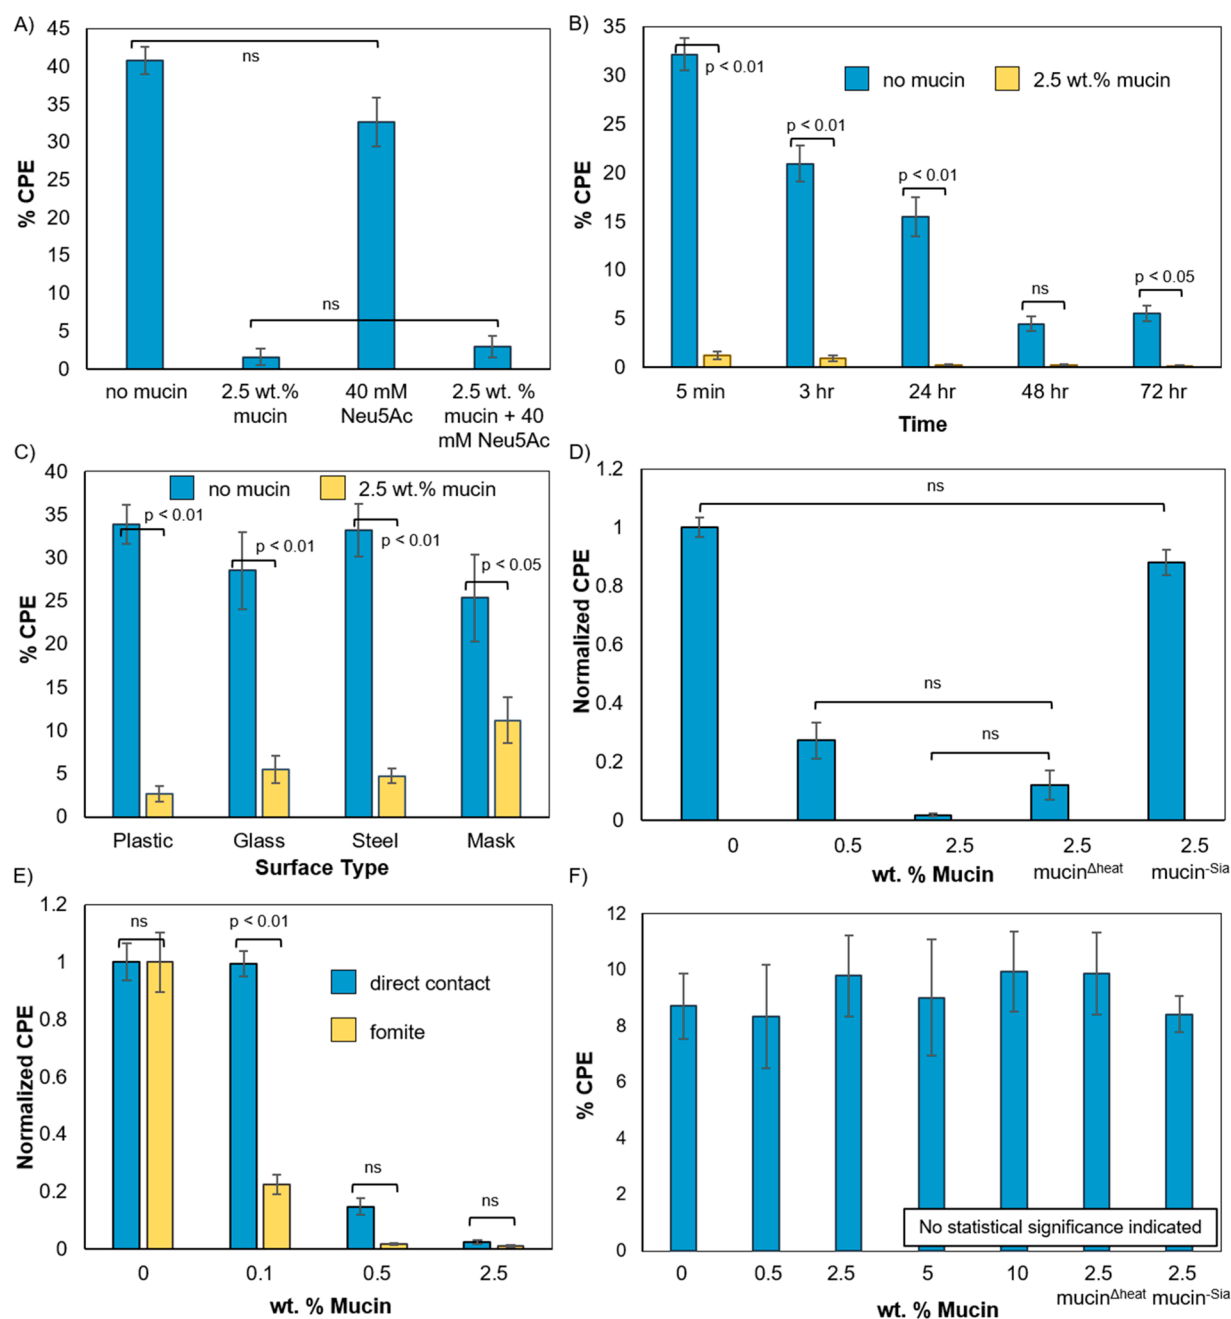 A)
45
40
35
30
25
20
15
10
5
0
% CPE
ns
ns
no mucin
2.5 wt.%
mucin
40 mM
Neu5Ac
2.5 wt. %
mucin + 40
mM Neu5Ac
B)
35
30
25
20
15
10
5
0
% CPE
no mucin
2.5 wt.% mucin
p < 0.01
p < 0.01
p < 0.01
ns
p < 0.05
5 min
3 hr
24 hr
48 hr
72 hr
Time
C)
40
35
30
25
20
15
10
5
0
% CPE
no mucin
2.5 wt.% mucin
p < 0.01
p < 0.01
p < 0.01
p < 0.05
Plastic
Glass
Steel
Mask
Surface Type
D)
1.2
1
0.8
0.6
0.4
0.2
0
Normalized CPE
ns
ns
ns
0
0.5
2.5
2.5
mucinΔheat
2.5
mucin-Sia
wt. % Mucin
E)
1.2
1
0.8
0.6
0.4
0.2
0
Normalized CPE
ns
p < 0.01
ns
ns
direct contact
fomite
0
0.1
0.5
2.5
wt. % Mucin
F)
12
10
8
6
4
2
0
% CPE
No statistical significance indicated
0
0.5
2.5
5
10
2.5
mucinΔheat
2.5
mucin-Sia
wt. % Mucin